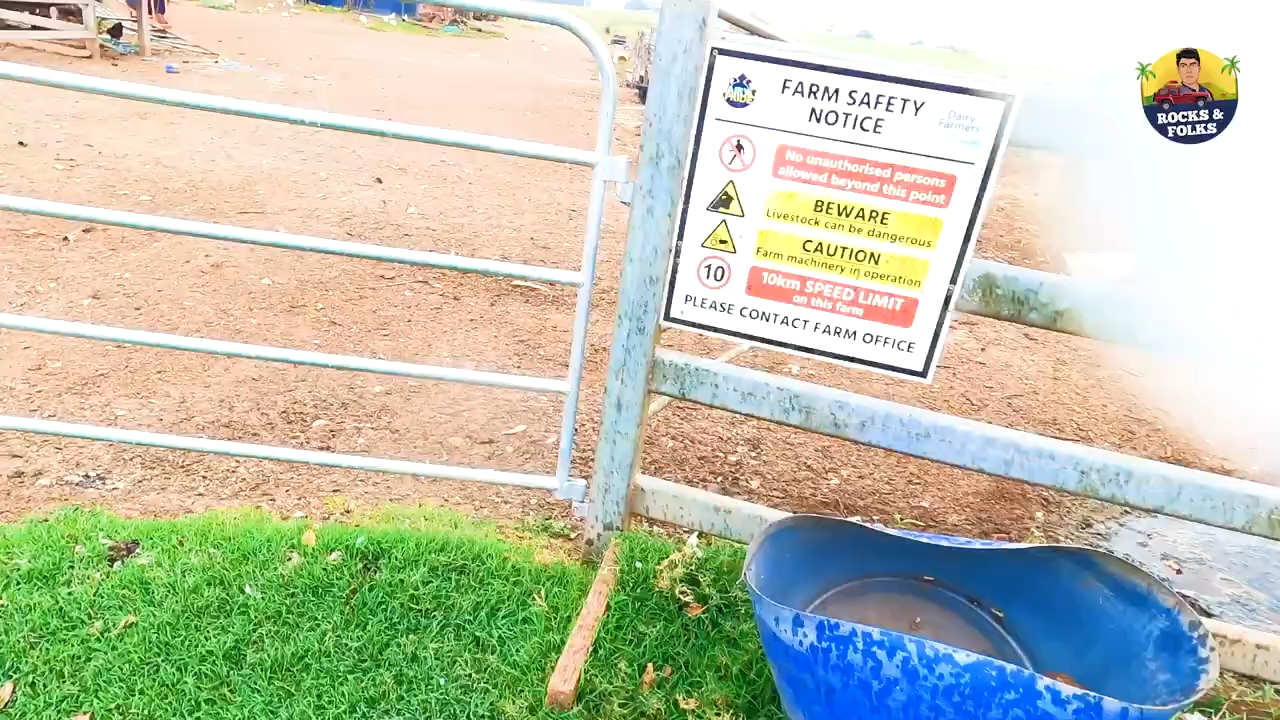 FARM SAFETY
NOTICE
Dairy
Farmers
No unauthorised persons
allowed beyond this point
BEWARE
Livestock can be dangerous
CAUTION
Farm machinery in operation
10
10km SPEED LIMIT
on this farm
PLEASE CONTACT FARM OFFICE
ROCKS &
FOLKS